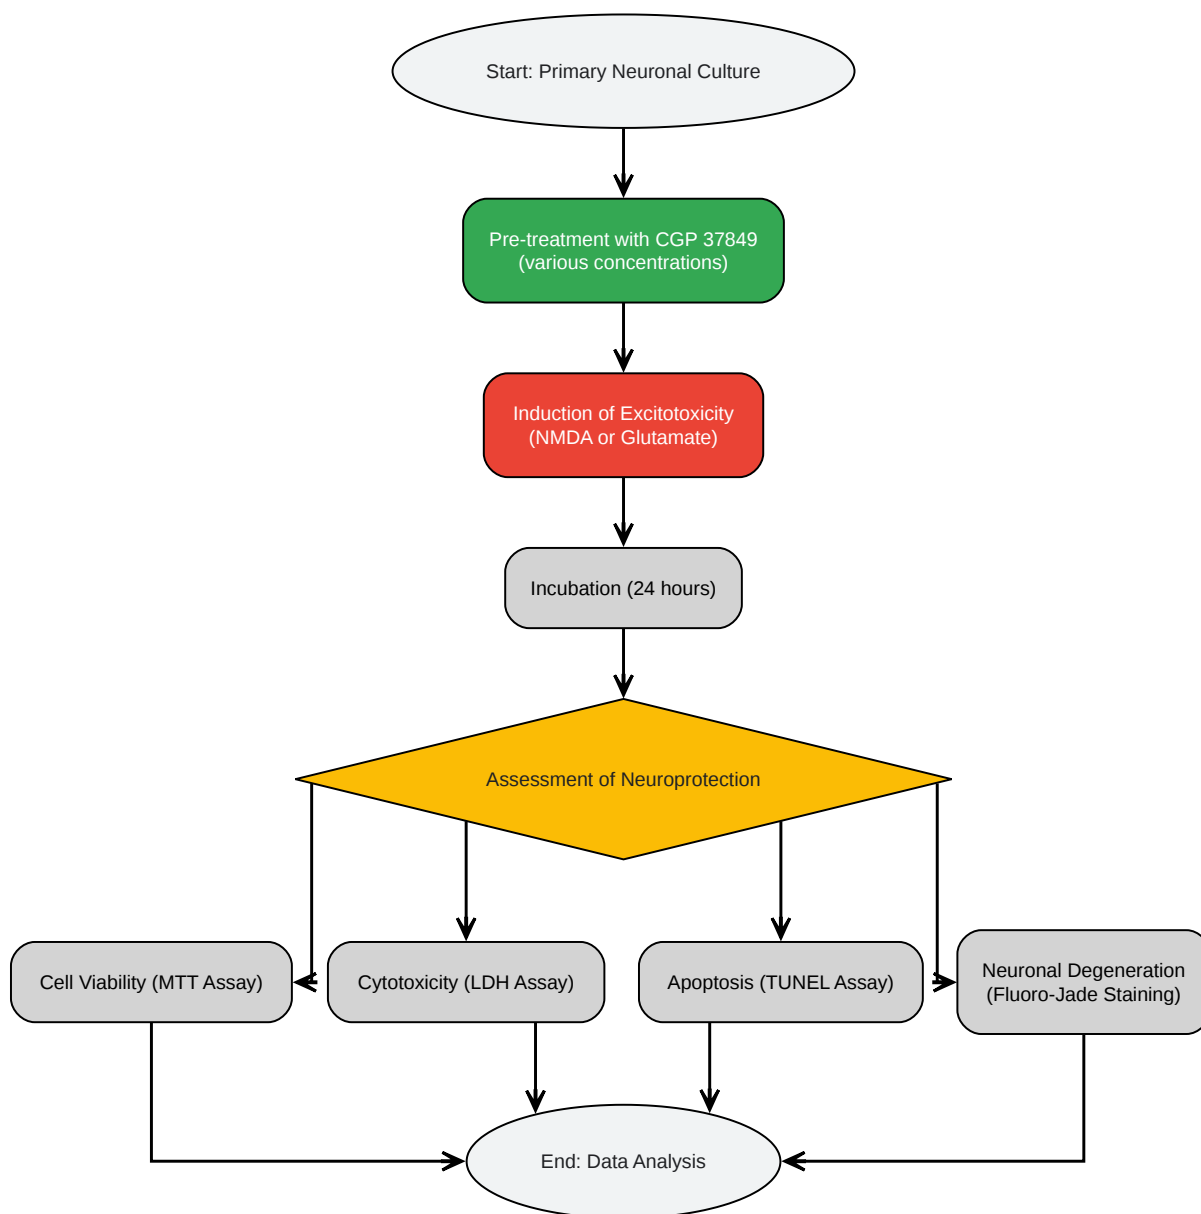 Start: Primary Neuronal Culture
Pre-treatment with CGP 37849
(various concentrations)
Induction of Excitotoxicity
(NMDA or Glutamate)
Incubation (24 hours)
Assessment of Neuroprotection
Cell Viability (MTT Assay)
Cytotoxicity (LDH Assay)
Apoptosis (TUNEL Assay)
Neuronal Degeneration
(Fluoro-Jade Staining)
End: Data Analysis